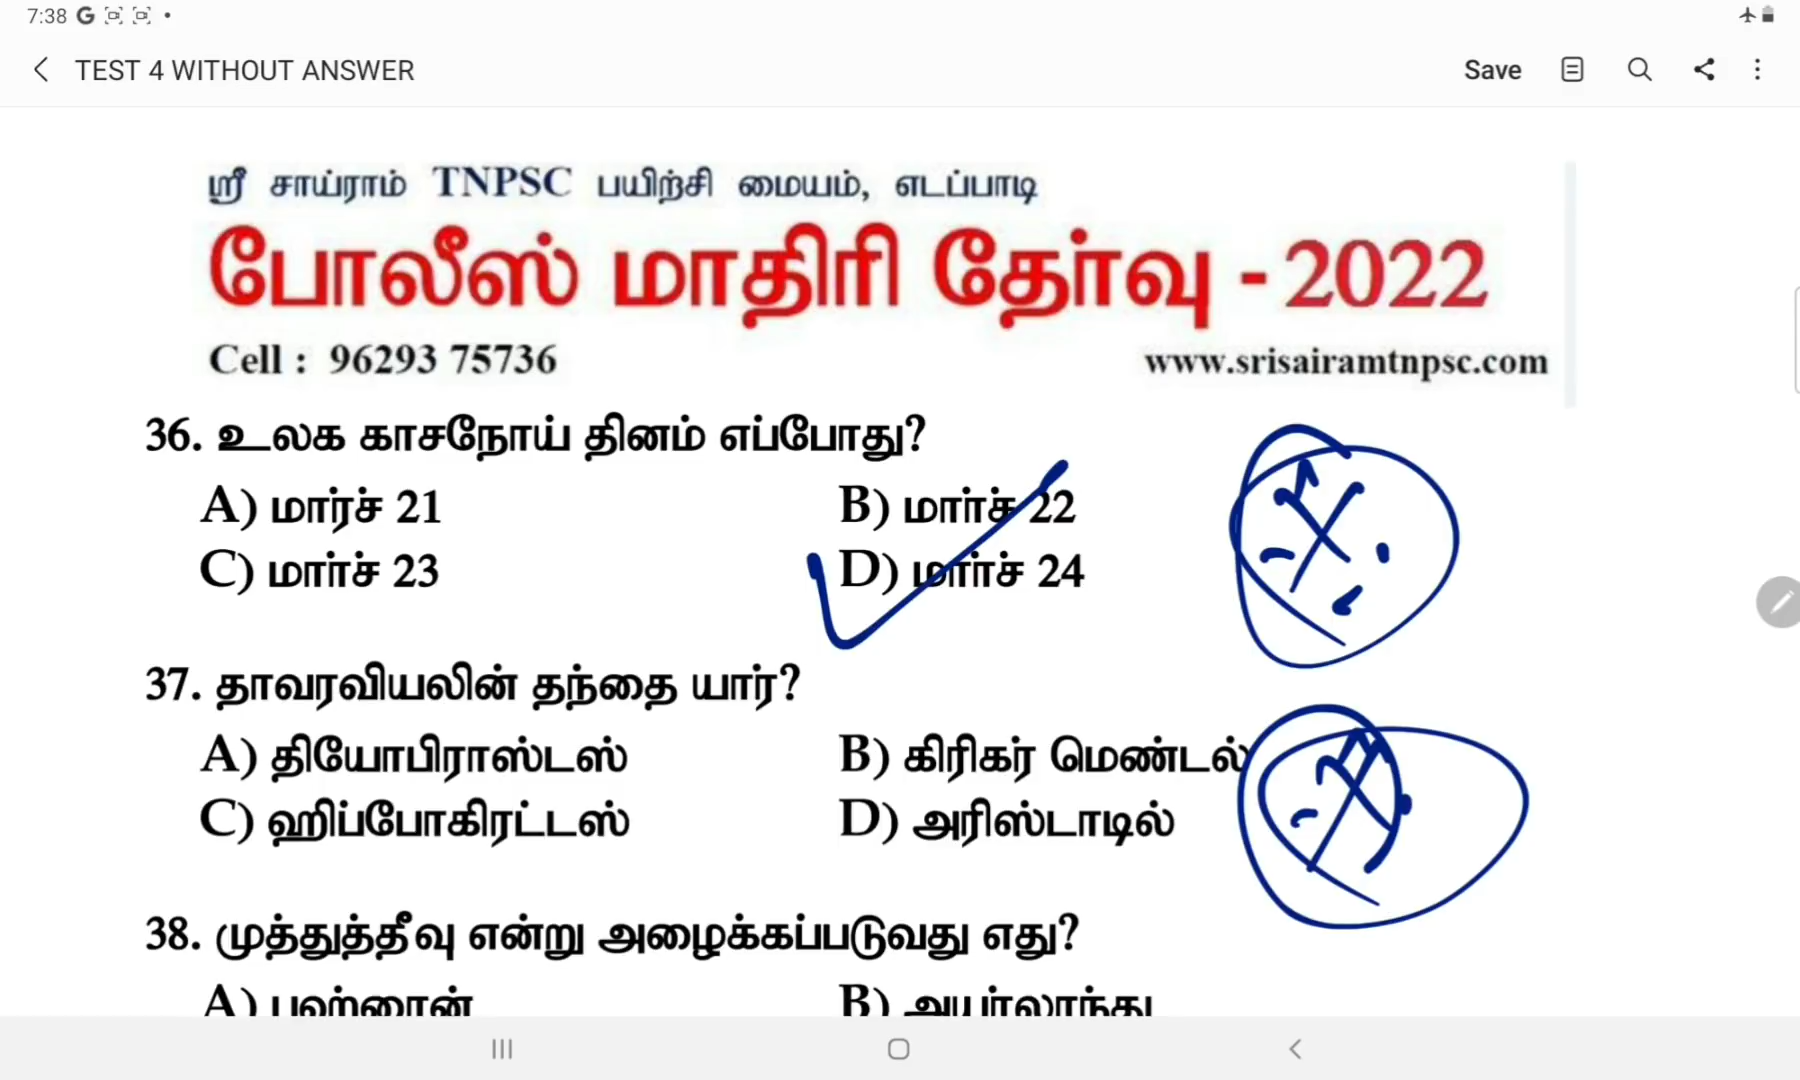 7:38
TEST 4 WITHOUT ANSWER
Save
ஸ்ரீ சாய்ராம் TNPSC பயிற்சி மையம், எடப்பாடி
போலீஸ் மாதிரி தேர்வு - 2022
Cell : 96293 75736
www.srisairamtnpsc.com
36. உலக காசநோய் தினம் எப்போது?
A) மார்ச் 21
B) மார்ச் 22
C) மார்ச் 23
D) மார்ச் 24
37. தாவரவியலின் தந்தை யார்?
A) தியோபிராஸ்டஸ்
B) கிரிகர் மெண்டல்
C) ஹிப்போகிரட்டஸ்
D) அரிஸ்டாடில்
38. முத்துத்தீவு என்று அழைக்கப்படுவது எது?
A) பஹ்ரைன்
B) அயர்லாந்து